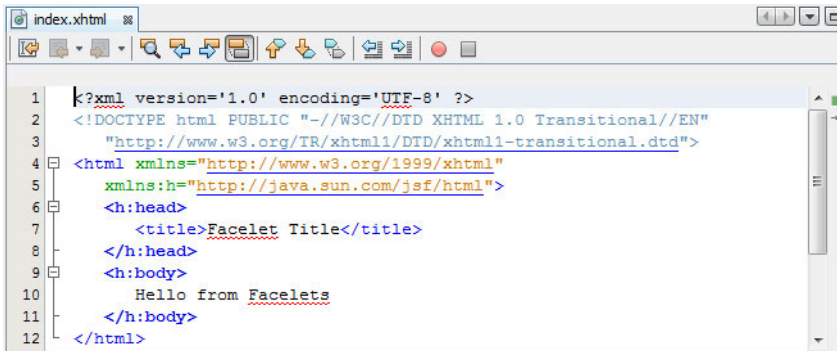 index.xhtml
1 <?xml version='1.0' encoding='UTF-8' ?>
2 <!DOCTYPE html PUBLIC "-//W3C//DTD XHTML 1.0 Transitional//EN"
3 "http://www.w3.org/TR/xhtml1/DTD/xhtml1-transitional.dtd">
4 <html xmlns="http://www.w3.org/1999/xhtml"
5 xmlns:h="http://java.sun.com/jsf/html">
6 <h:head>
7 <title>Facelet Title</title>
8 </h:head>
9 <h:body>
10 Hello from Facelets
11 </h:body>
12 </html>